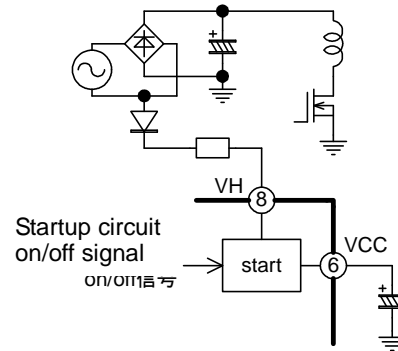 +
VH
8
Startup circuit
on/off signal
on/off信号
start
VCC
6
+